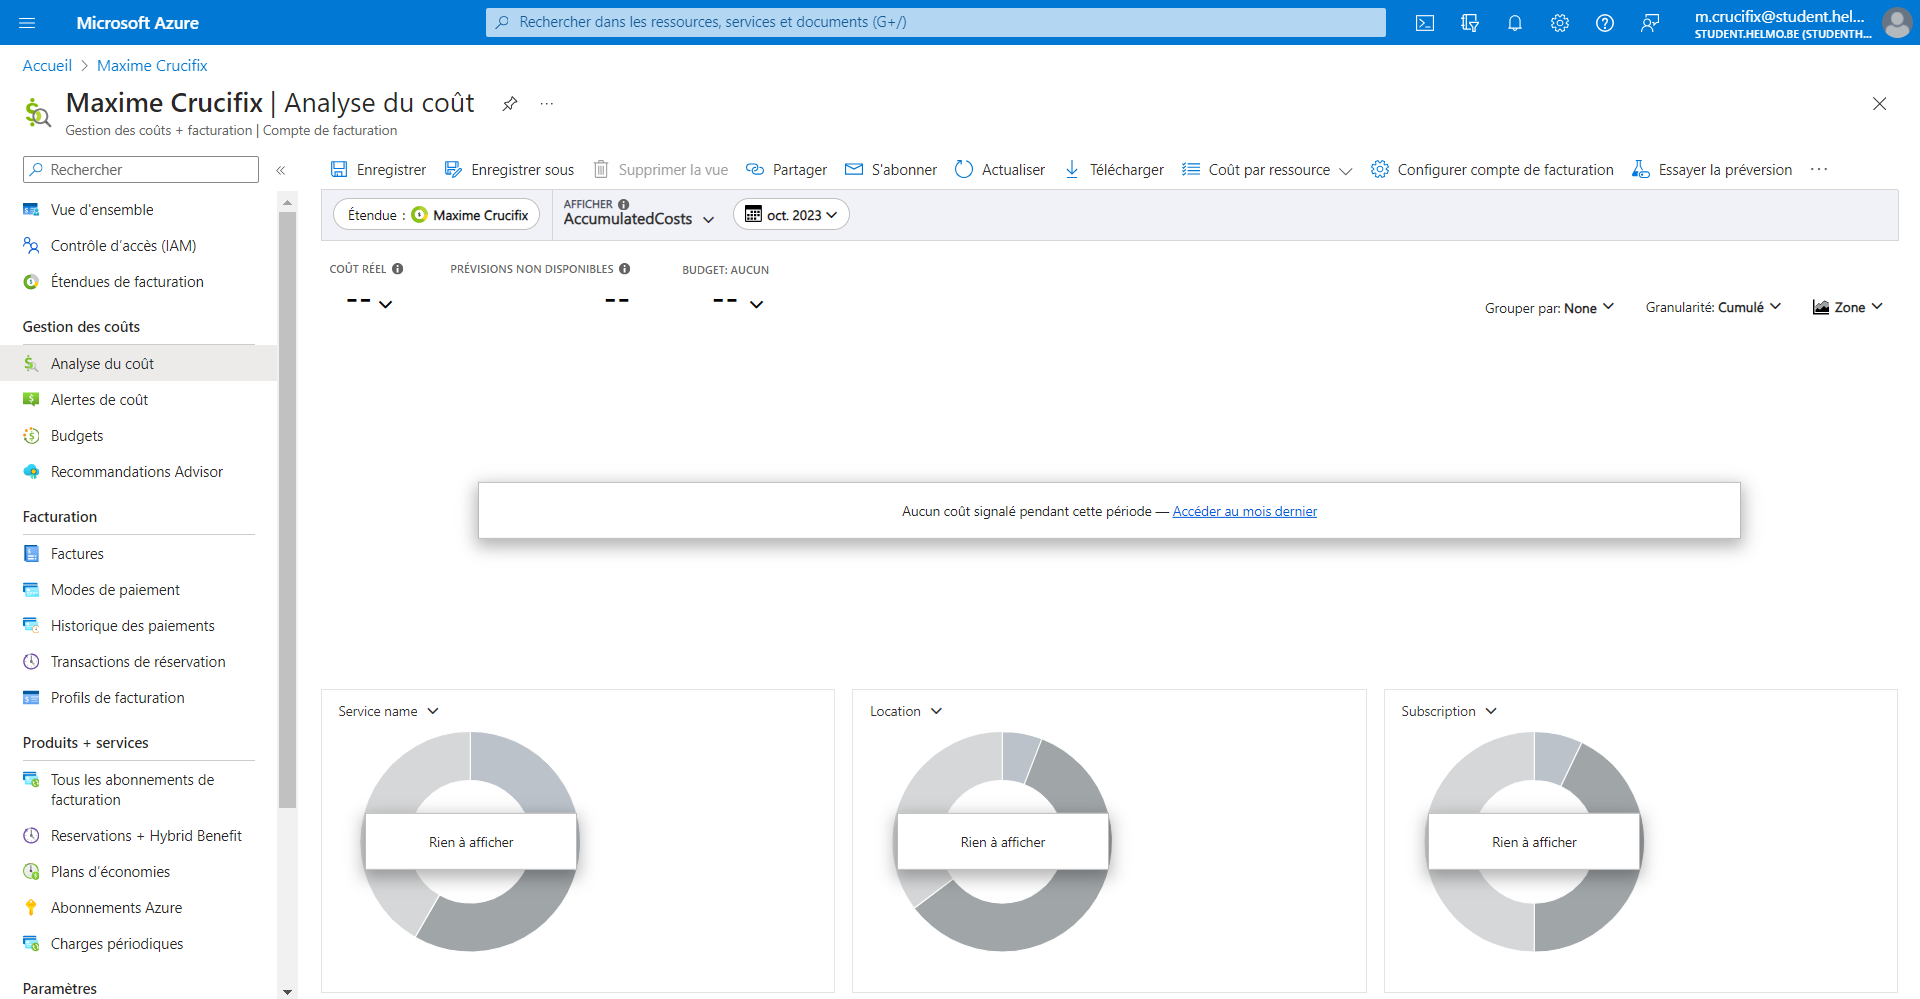 Microsoft Azure
Rechercher dans les ressources, services et documents (G+/)
m.crucifix@student.hel...
STUDENT.HELMO.BE (STUDENTH...
Accueil > Maxime Crucifix
Maxime Crucifix | Analyse du coût
Gestion des coûts + facturation | Compte de facturation
Rechercher
Vue d'ensemble
Contrôle d'accès (IAM)
Étendues de facturation
Gestion des coûts
Analyse du coût
Alertes de coût
Budgets
Recommandations Advisor
Facturation
Factures
Modes de paiement
Historique des paiements
Transactions de réservation
Profils de facturation
Produits + services
Tous les abonnements de
facturation
Reservations + Hybrid Benefit
Plans d'économies
Abonnements Azure
Charges périodiques
Paramètres
Enregistrer Enregistrer sous Supprimer la vue Partager S'abonner Actualiser Télécharger Coût par ressource Configurer compte de facturation Essayer la préversion ...
Étendue : Maxime Crucifix
AFFICHER
AccumulatedCosts
oct. 2023
COÛT RÉEL
--
PRÉVISIONS NON DISPONIBLES
--
BUDGET: AUCUN
--
Grouper par: None
Granularité: Cumulé
Zone
Aucun coût signalé pendant cette période — Accéder au mois dernier
Service name
Rien à afficher
Location
Rien à afficher
Subscription
Rien à afficher